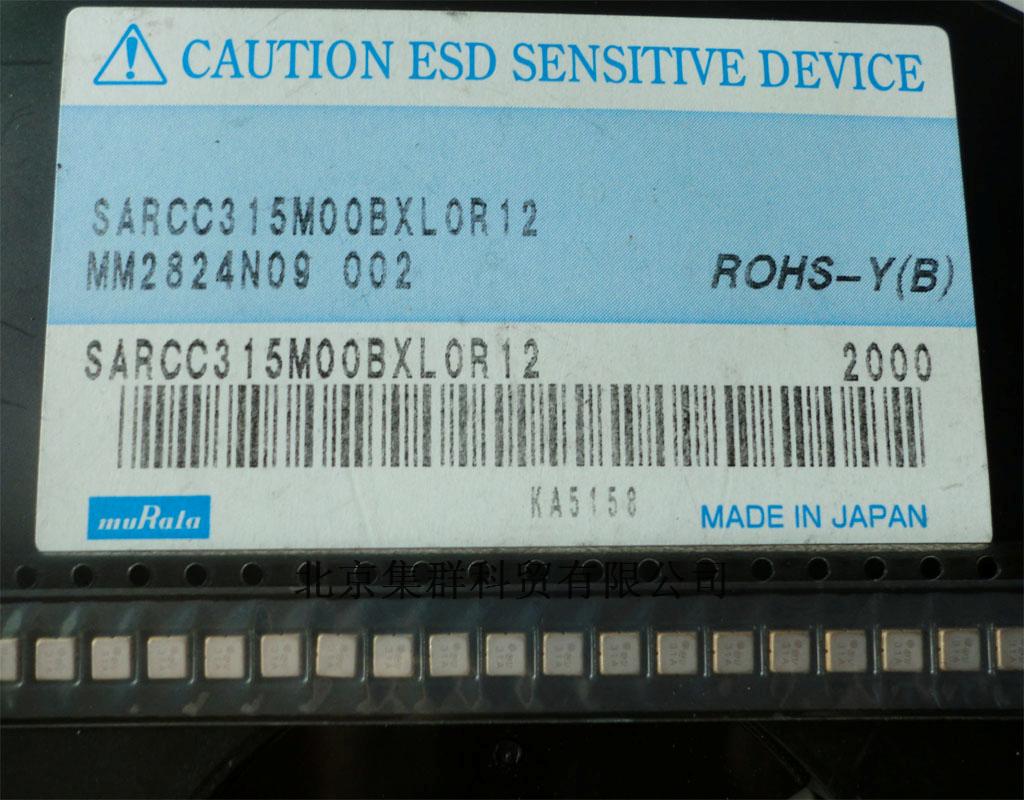 CAUTION ESD SENSITIVE DEVICE
SARCC315M00BXL0R12
MM2824N09 002
ROHS-Y(B)
SARCC315M00BXL0R12 2000
KA5158
muRata
MADE IN JAPAN
北京集群科贸有限公司